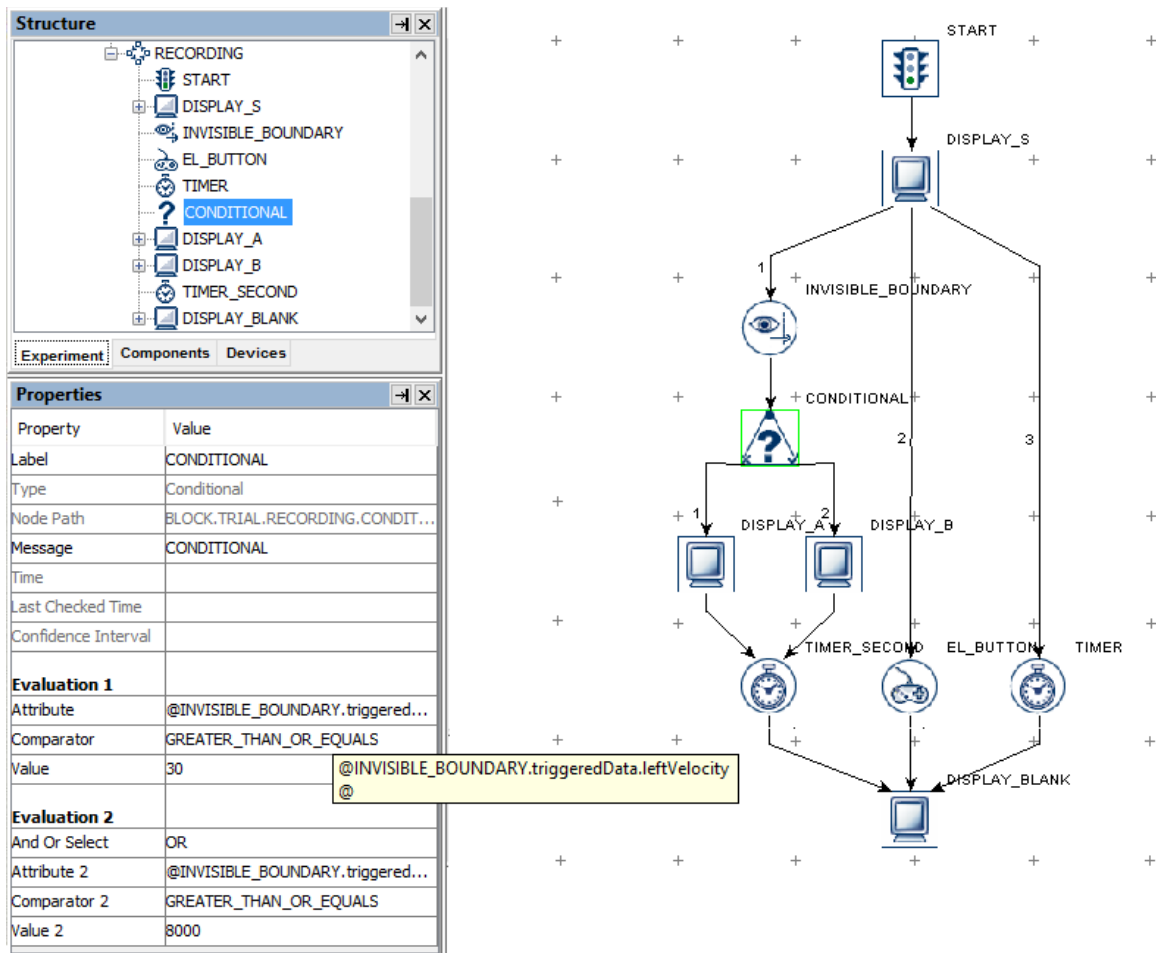 Structure
RECORDING
START
DISPLAY_S
INVISIBLE_BOUNDARY
EL_BUTTON
TIMER
CONDITIONAL
DISPLAY_A
DISPLAY_B
TIMER_SECOND
DISPLAY_BLANK
Experiment Components Devices
Properties
Property Value
Label CONDITIONAL
Type Conditional
Node Path BLOCK.TRIAL.RECORDING.CONDIT...
Message CONDITIONAL
Time
Last Checked Time
Confidence Interval
Evaluation 1
Attribute @INVISIBLE_BOUNDARY.triggered...
Comparator GREATER_THAN_OR_EQUALS
Value 30
@INVISIBLE_BOUNDARY.triggeredData.leftVelocity
@
Evaluation 2
And Or Select OR
Attribute 2 @INVISIBLE_BOUNDARY.triggered...
Comparator 2 GREATER_THAN_OR_EQUALS
Value 2 8000
START
DISPLAY_S
1
INVISIBLE_BOUNDARY
CONDITIONAL
?
2
3
1
2
DISPLAY_A
DISPLAY_B
TIMER_SECOND
EL_BUTTON
TIMER
DISPLAY_BLANK